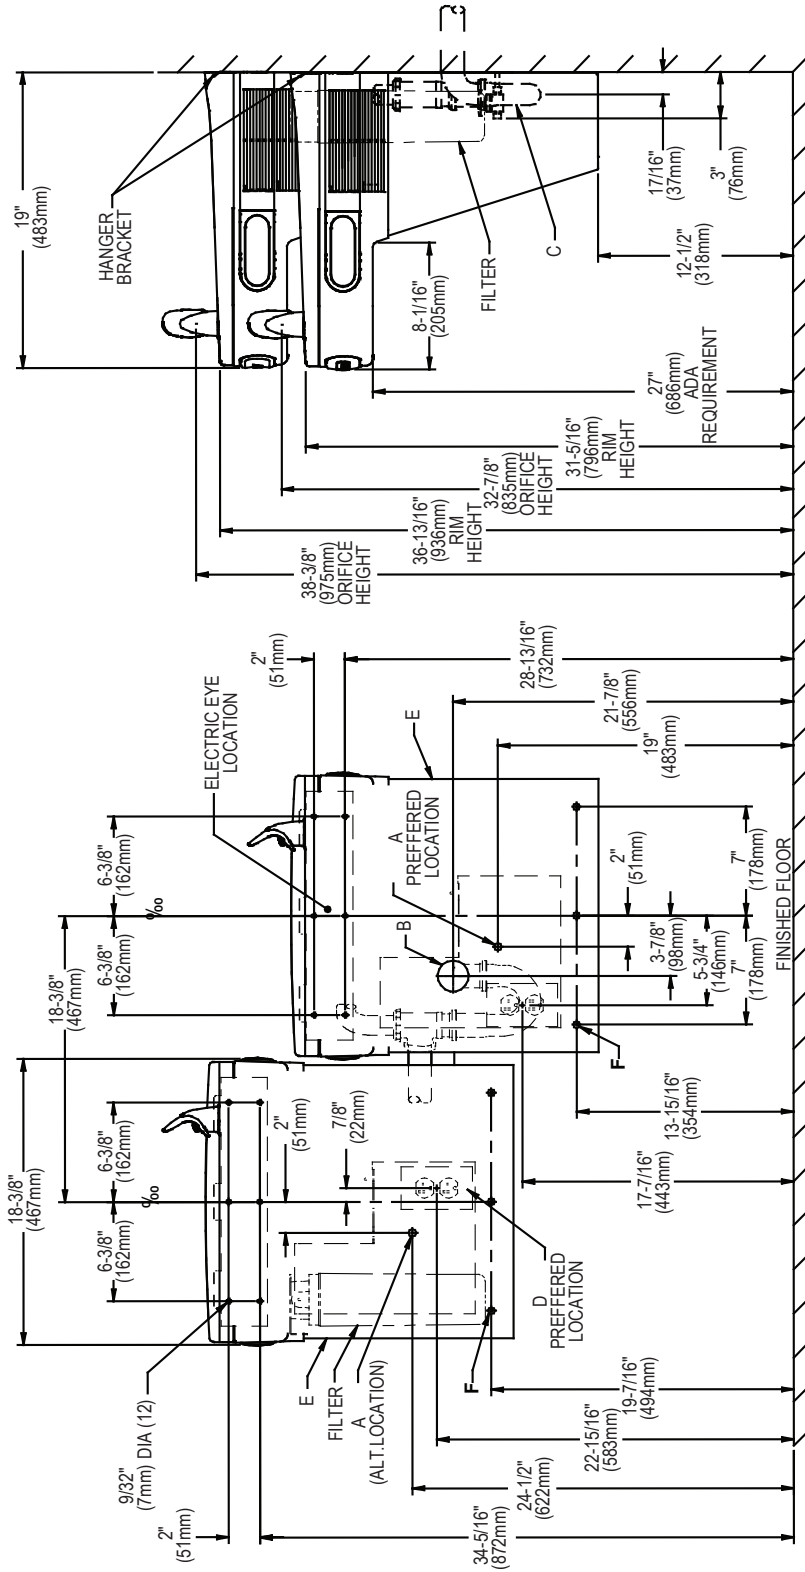 19"
(483mm)
HANGER
BRACKET
8-1/16"
(205mm)
FILTER
C
17/16"
(37mm)
3"
(76mm)
12-1/2"
(318mm)
27"
(686mm)
ADA
REQUIREMENT
31-5/16"
(796mm)
RIM
HEIGHT
32-7/8"
(835mm)
ORIFICE
HEIGHT
36-13/16"
(936mm)
RIM
HEIGHT
38-3/8"
(975mm)
ORIFICE
HEIGHT
2"
(51mm)
ELECTRIC EYE
LOCATION
28-13/16"
(732mm)
21-7/8"
(556mm)
19"
(483mm)
E
A
PREFFERED
LOCATION
B
6-3/8"
(162mm)
‰
6-3/8"
(162mm)
18-3/8"
(467mm)
2"
(51mm)
7"
(178mm)
3-7/8"
(98mm)
5-3/4"
(146mm)
7"
(178mm)
FINISHED FLOOR
F
13-15/16"
(354mm)
17-7/16"
(443mm)
18-3/8"
(467mm)
6-3/8"
(162mm)
‰
6-3/8"
(162mm)
2"
(51mm)
7/8"
(22mm)
D
PREFFERED
LOCATION
E
FILTER
A
(ALT.LOCATION)
F
9/32"
(7mm) DIA (12)
2"
(51mm)
19-7/16"
(494mm)
22-15/16"
(583mm)
24-1/2"
(622mm)
34-5/16"
(872mm)